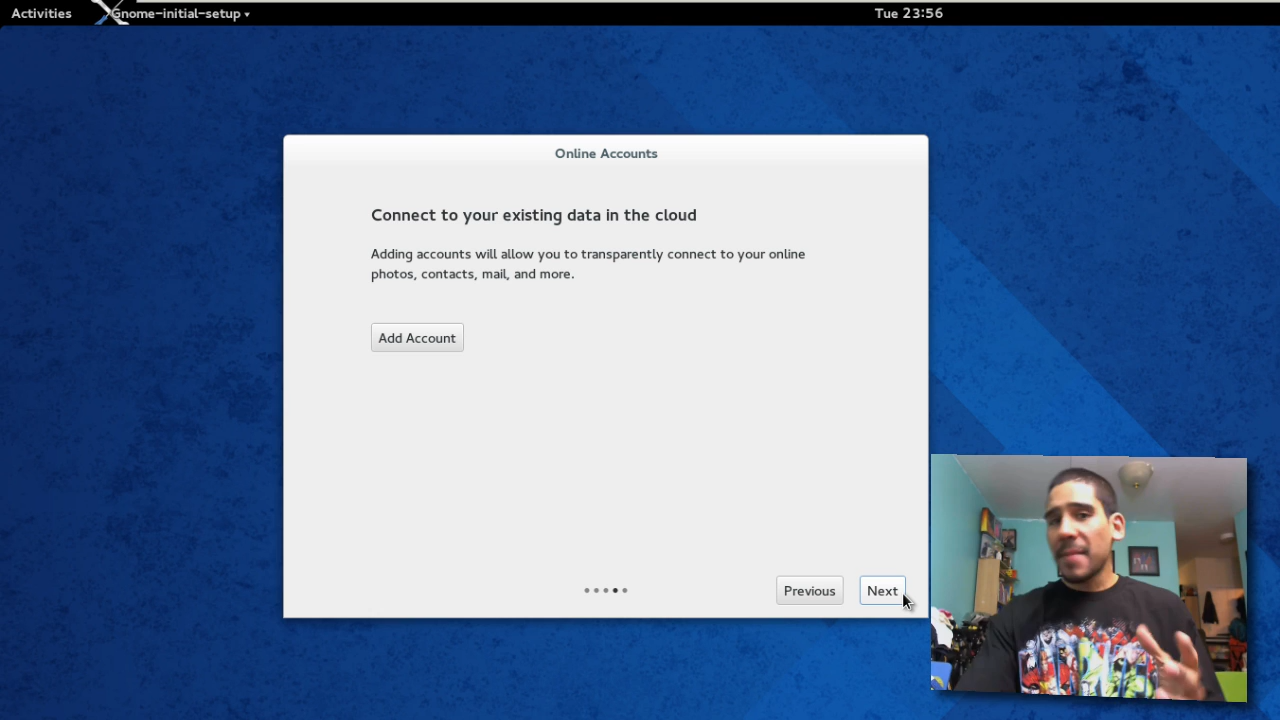 Activities
Gnome-initial-setup
Tue 23:56
Online Accounts
Connect to your existing data in the cloud
Adding accounts will allow you to transparently connect to your online
photos, contacts, mail, and more.
Add Account
Previous
Next